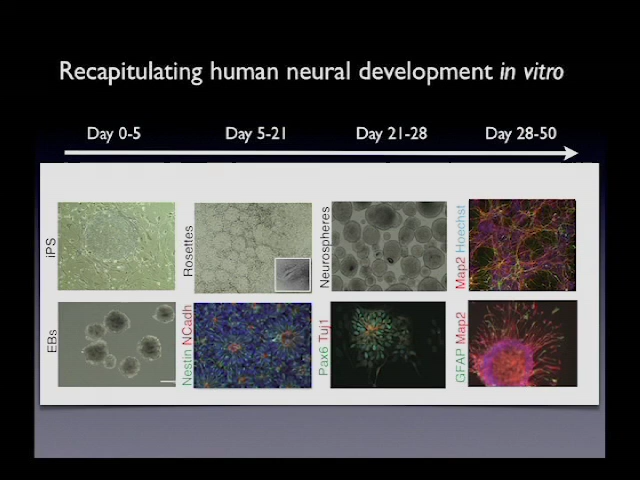 Recapitulating human neural development in vitro
Day 0-5
Day 5-21
Day 21-28
Day 28-50
iPS
Rosettes
Neurospheres
Map2 Hoechst
EBs
Nestin NCadh
Pax6 Tuj1
GFAP Map2